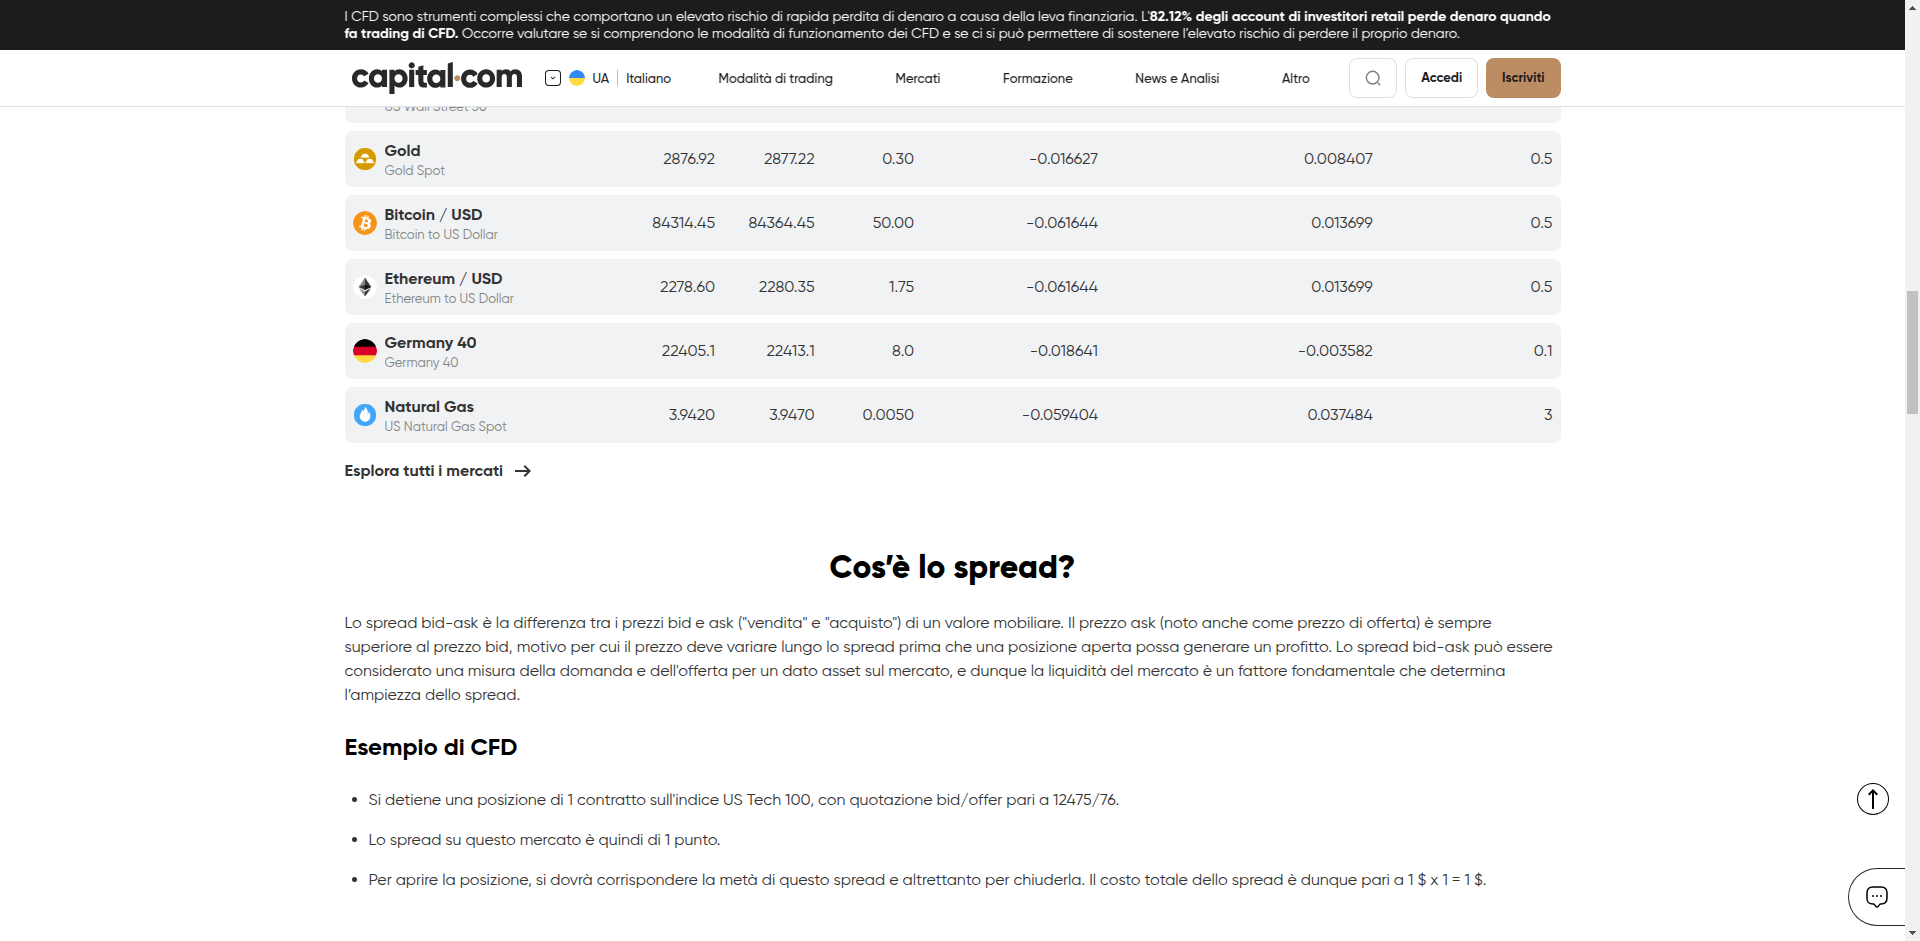 I CFD sono strumenti complessi che comportano un elevato rischio di rapida perdita di denaro a causa della leva finanziaria. L'82.12% degli account di investitori retail perde denaro quando
fa trading di CFD. Occorre valutare se si comprendono le modalità di funzionamento dei CFD e se ci si può permettere di sostenere l'elevato rischio di perdere il proprio denaro.
capital.com UA Italiano Modalità di trading Mercati Formazione News e Analisi Altro Accedi Iscriviti
US Wall Street 30
Gold 2876.92 2877.22 0.30 -0.016627 0.008407 0.5
Gold Spot
Bitcoin / USD 84314.45 84364.45 50.00 -0.061644 0.013699 0.5
Bitcoin to US Dollar
Ethereum / USD 2278.60 2280.35 1.75 -0.061644 0.013699 0.5
Ethereum to US Dollar
Germany 40 22405.1 22413.1 8.0 -0.018641 -0.003582 0.1
Germany 40
Natural Gas 3.9420 3.9470 0.0050 -0.059404 0.037484 3
US Natural Gas Spot
Esplora tutti i mercati →
Cos'è lo spread?
Lo spread bid-ask è la differenza tra i prezzi bid e ask ("vendita" e "acquisto") di un valore mobiliare. Il prezzo ask (noto anche come prezzo di offerta) è sempre
superiore al prezzo bid, motivo per cui il prezzo deve variare lungo lo spread prima che una posizione aperta possa generare un profitto. Lo spread bid-ask può essere
considerato una misura della domanda e dell'offerta per un dato asset sul mercato, e dunque la liquidità del mercato è un fattore fondamentale che determina
l'ampiezza dello spread.
Esempio di CFD
• Si detiene una posizione di 1 contratto sull'indice US Tech 100, con quotazione bid/offer pari a 12475/76.
• Lo spread su questo mercato è quindi di 1 punto.
• Per aprire la posizione, si dovrà corrispondere la metà di questo spread e altrettanto per chiuderla. Il costo totale dello spread è dunque pari a 1 $ x 1 = 1 $.